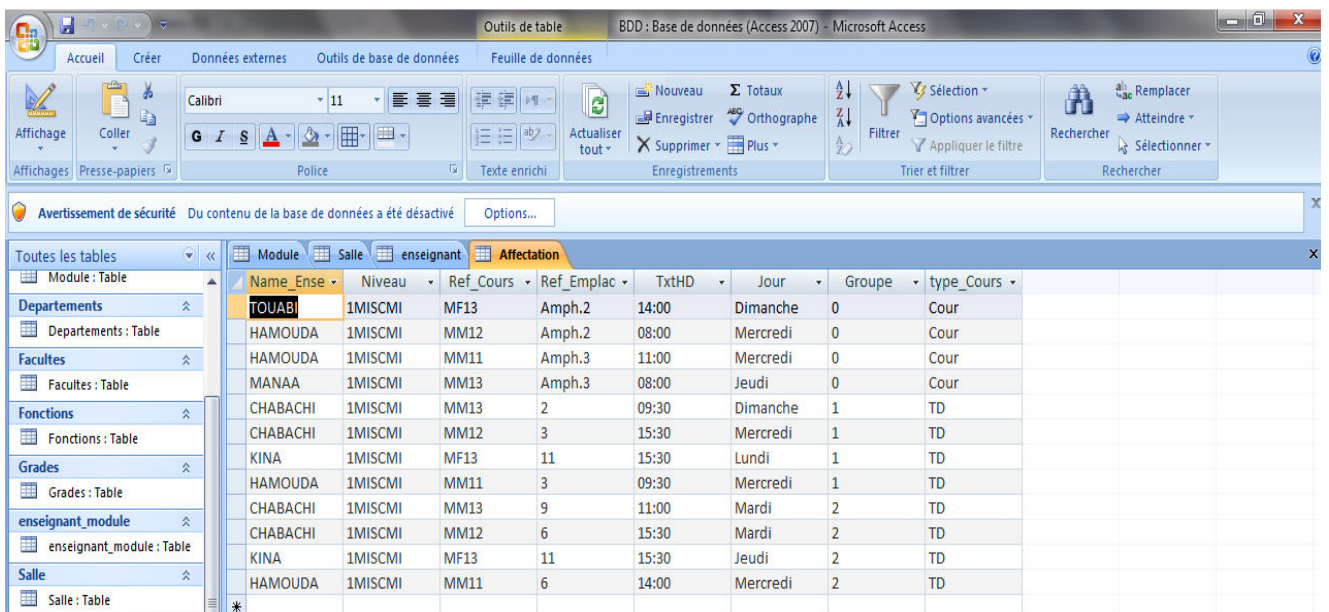 Outils de table BDD : Base de données (Access 2007) - Microsoft Access
Accueil Créer Données externes Outils de base de données Feuille de données
Affichage
Affichages
Coller
Presse-papiers
Calibri 11
G I S A
Police
Texte enrichi
Actualiser tout
Nouveau Σ Totaux
Enregistrer Orthographe
Supprimer Plus
Enregistrements
Filtrer
Sélection
Options avancées
Appliquer le filtre
Trier et filtrer
Rechercher
Remplacer
Atteindre
Sélectionner
Rechercher
Avertissement de sécurité Du contenu de la base de données a été désactivé Options...
Toutes les tables «
Module : Table
Departements
Departements : Table
Facultes
Facultes : Table
Fonctions
Fonctions : Table
Grades
Grades : Table
enseignant_module
enseignant_module : Table
Salle
Salle : Table
Module Salle enseignant Affectation
Name_Ense Niveau Ref_Cours Ref_Emplac TxtHD Jour Groupe type_Cours
TOUABI 1MISCMI MF13 Amph.2 14:00 Dimanche 0 Cour
HAMOUDA 1MISCMI MM12 Amph.2 08:00 Mercredi 0 Cour
HAMOUDA 1MISCMI MM11 Amph.3 11:00 Mercredi 0 Cour
MANAA 1MISCMI MM13 Amph.3 08:00 Jeudi 0 Cour
CHABACHI 1MISCMI MM13 2 09:30 Dimanche 1 TD
CHABACHI 1MISCMI MM12 3 15:30 Mercredi 1 TD
KINA 1MISCMI MF13 11 15:30 Lundi 1 TD
HAMOUDA 1MISCMI MM11 3 09:30 Mercredi 1 TD
CHABACHI 1MISCMI MM13 9 11:00 Mardi 2 TD
CHABACHI 1MISCMI MM12 6 15:30 Mardi 2 TD
KINA 1MISCMI MF13 11 15:30 Jeudi 2 TD
HAMOUDA 1MISCMI MM11 6 14:00 Mercredi 2 TD
*